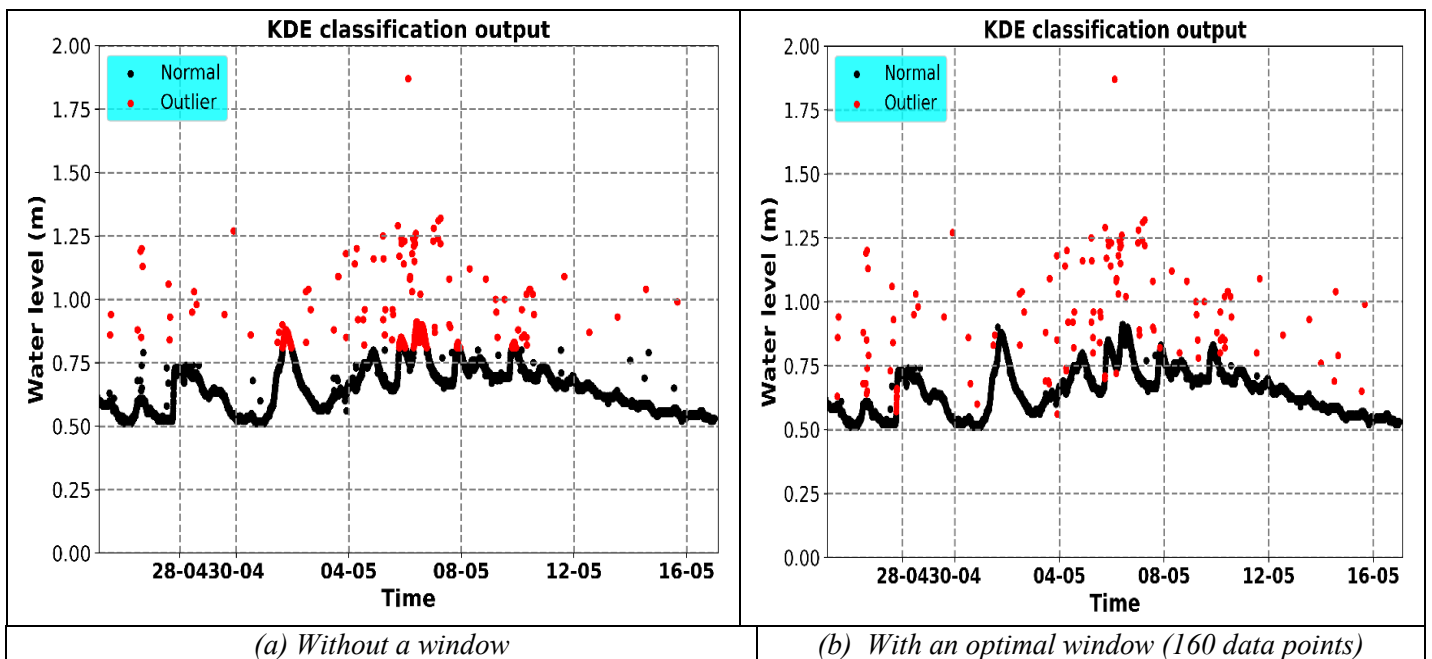 KDE classification output
2.00
1.75
1.50
1.25
1.00
0.75
0.50
0.25
0.00
Water level (m)
Normal
Outlier
28-0430-04 04-05 08-05 12-05 16-05
Time
(a) Without a window
KDE classification output
2.00
1.75
1.50
1.25
1.00
0.75
0.50
0.25
0.00
Water level (m)
Normal
Outlier
28-0430-04 04-05 08-05 12-05 16-05
Time
(b) With an optimal window (160 data points)